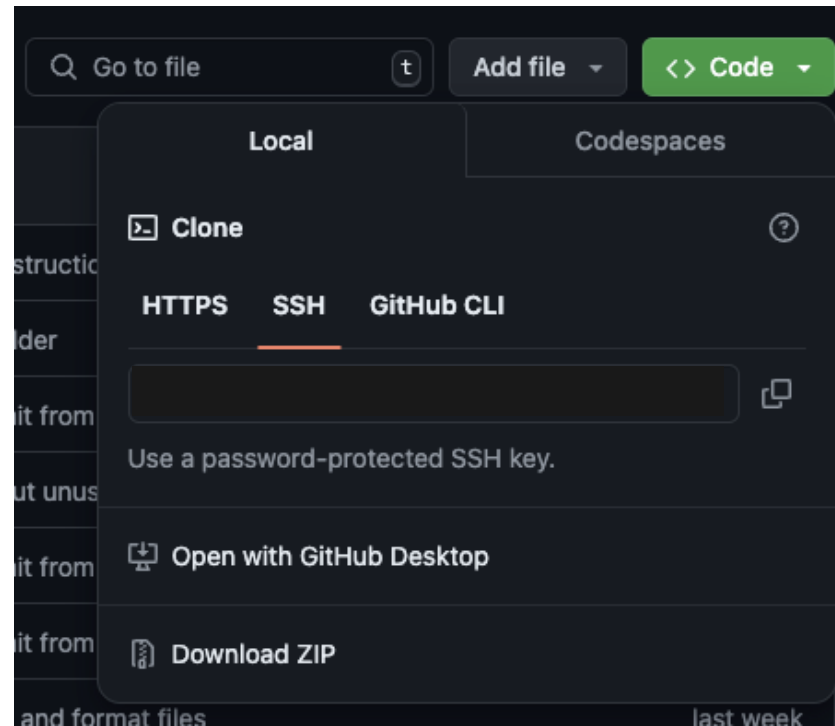 Go to file t Add file <> Code
Local Codespaces
Clone
structio
HTTPS SSH GitHub CLI
lder
it from
Use a password-protected SSH key.
ut unus
Open with GitHub Desktop
it from
it from
Download ZIP
and format files last week